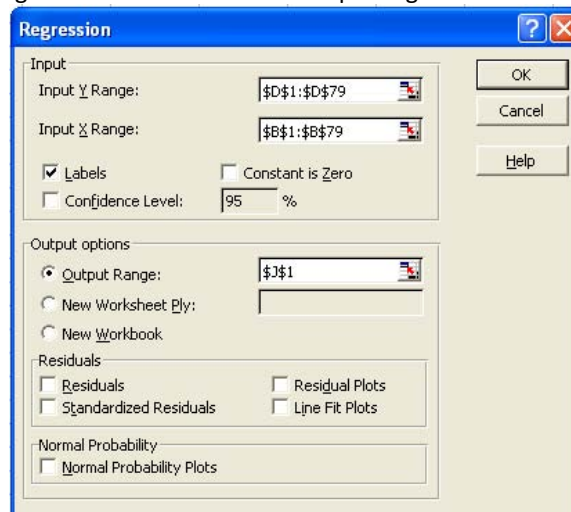 Regression
Input
Input Y Range: $D$1:$D$79
Input X Range: $B$1:$B$79
Labels Constant is Zero
Confidence Level: 95 %
OK
Cancel
Help
Output options
Output Range: $J$1
New Worksheet Ply:
New Workbook
Residuals
Residuals Residual Plots
Standardized Residuals Line Fit Plots
Normal Probability
Normal Probability Plots